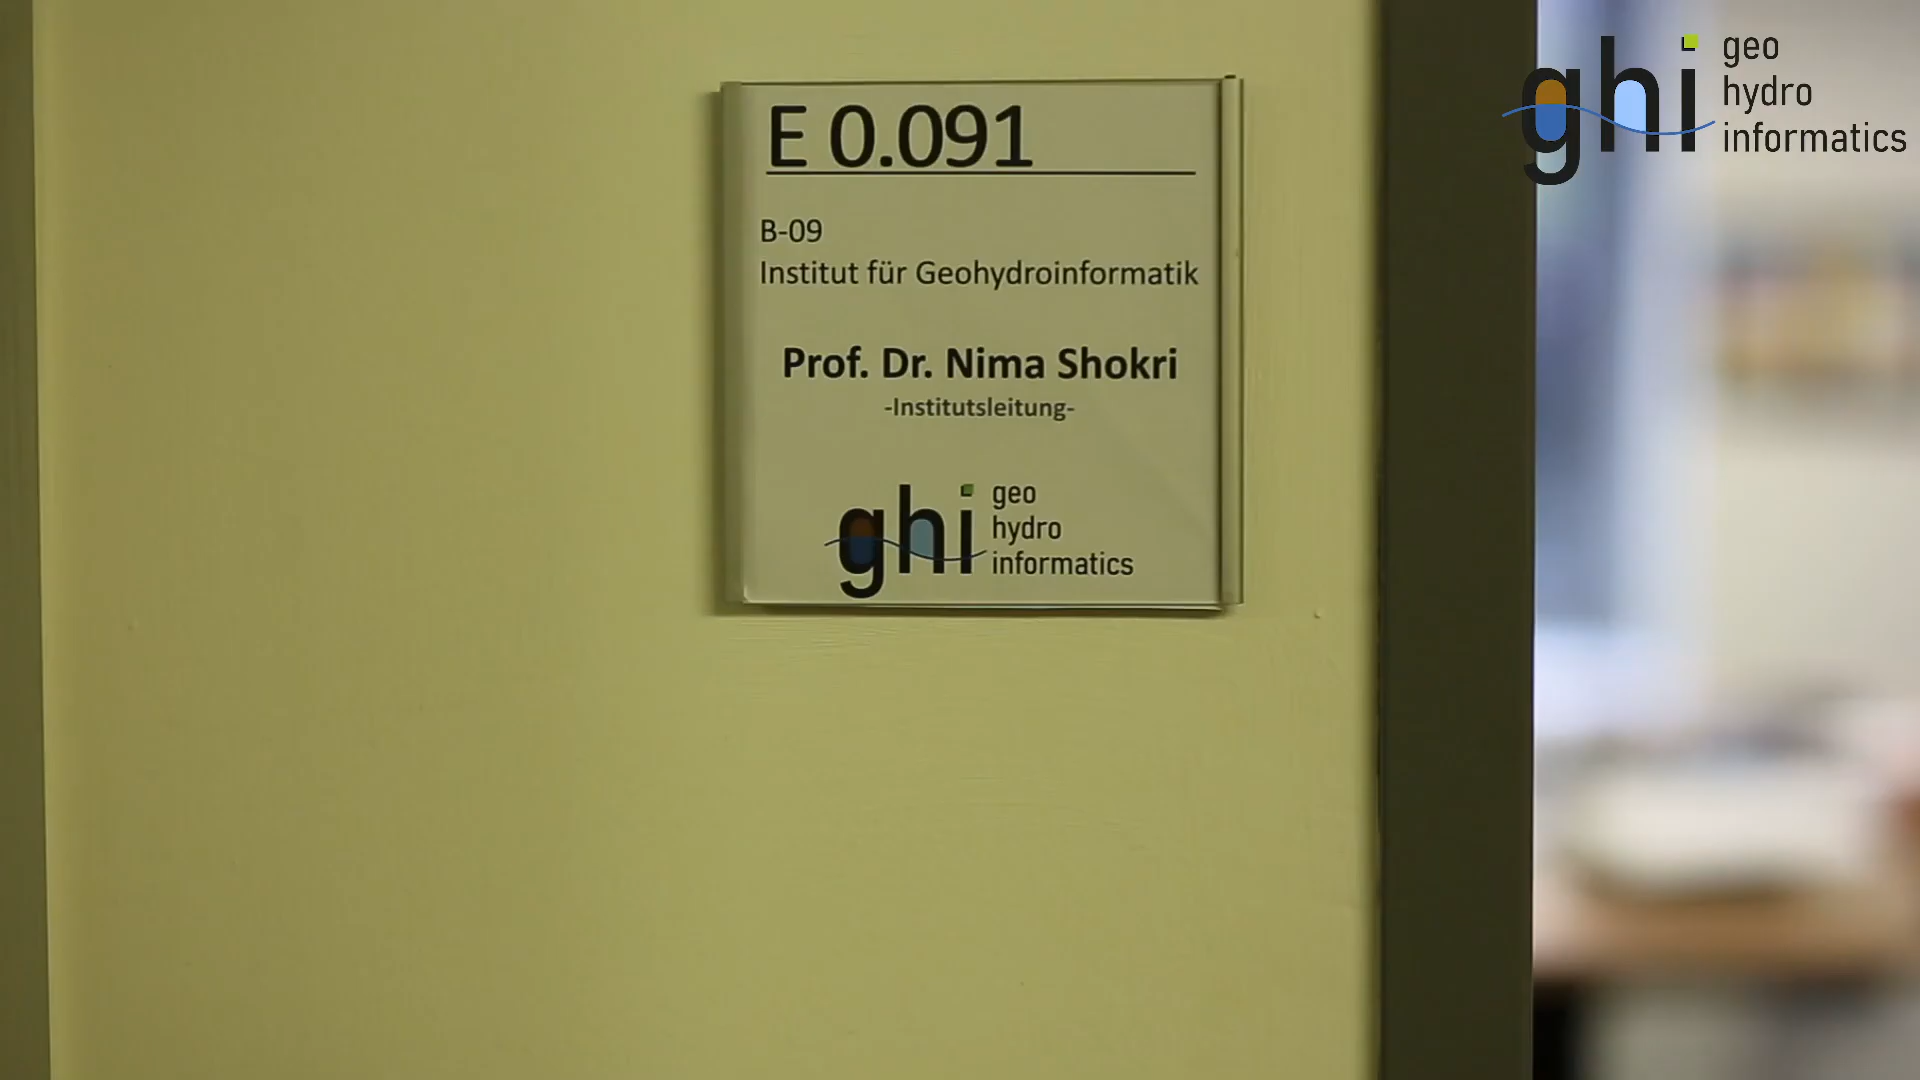 E 0.091
B-09
Institut für Geohydroinformatik
Prof. Dr. Nima Shokri
-Institutsleitung-
ghi
geo
hydro
informatics
ghi
geo
hydro
informatics